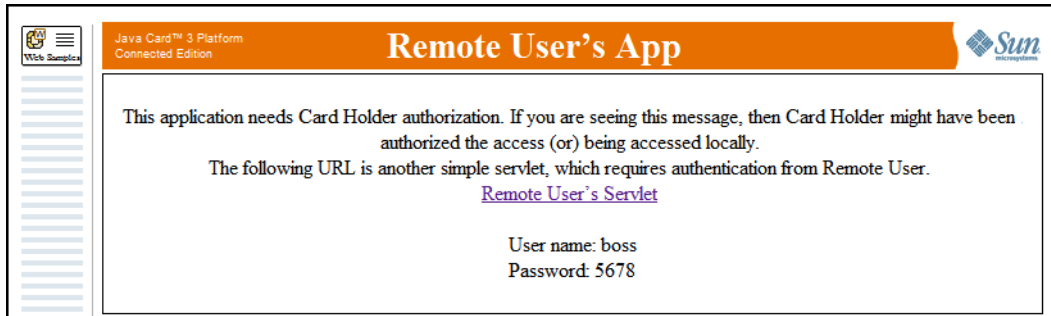 Web Samples
Java Card™ 3 Platform
Connected Edition
Remote User's App
Sun
microsystems
This application needs Card Holder authorization. If you are seeing this message, then Card Holder might have been
authorized the access (or) being accessed locally.
The following URL is another simple servlet, which requires authentication from Remote User.
Remote User's Servlet
User name: boss
Password: 5678